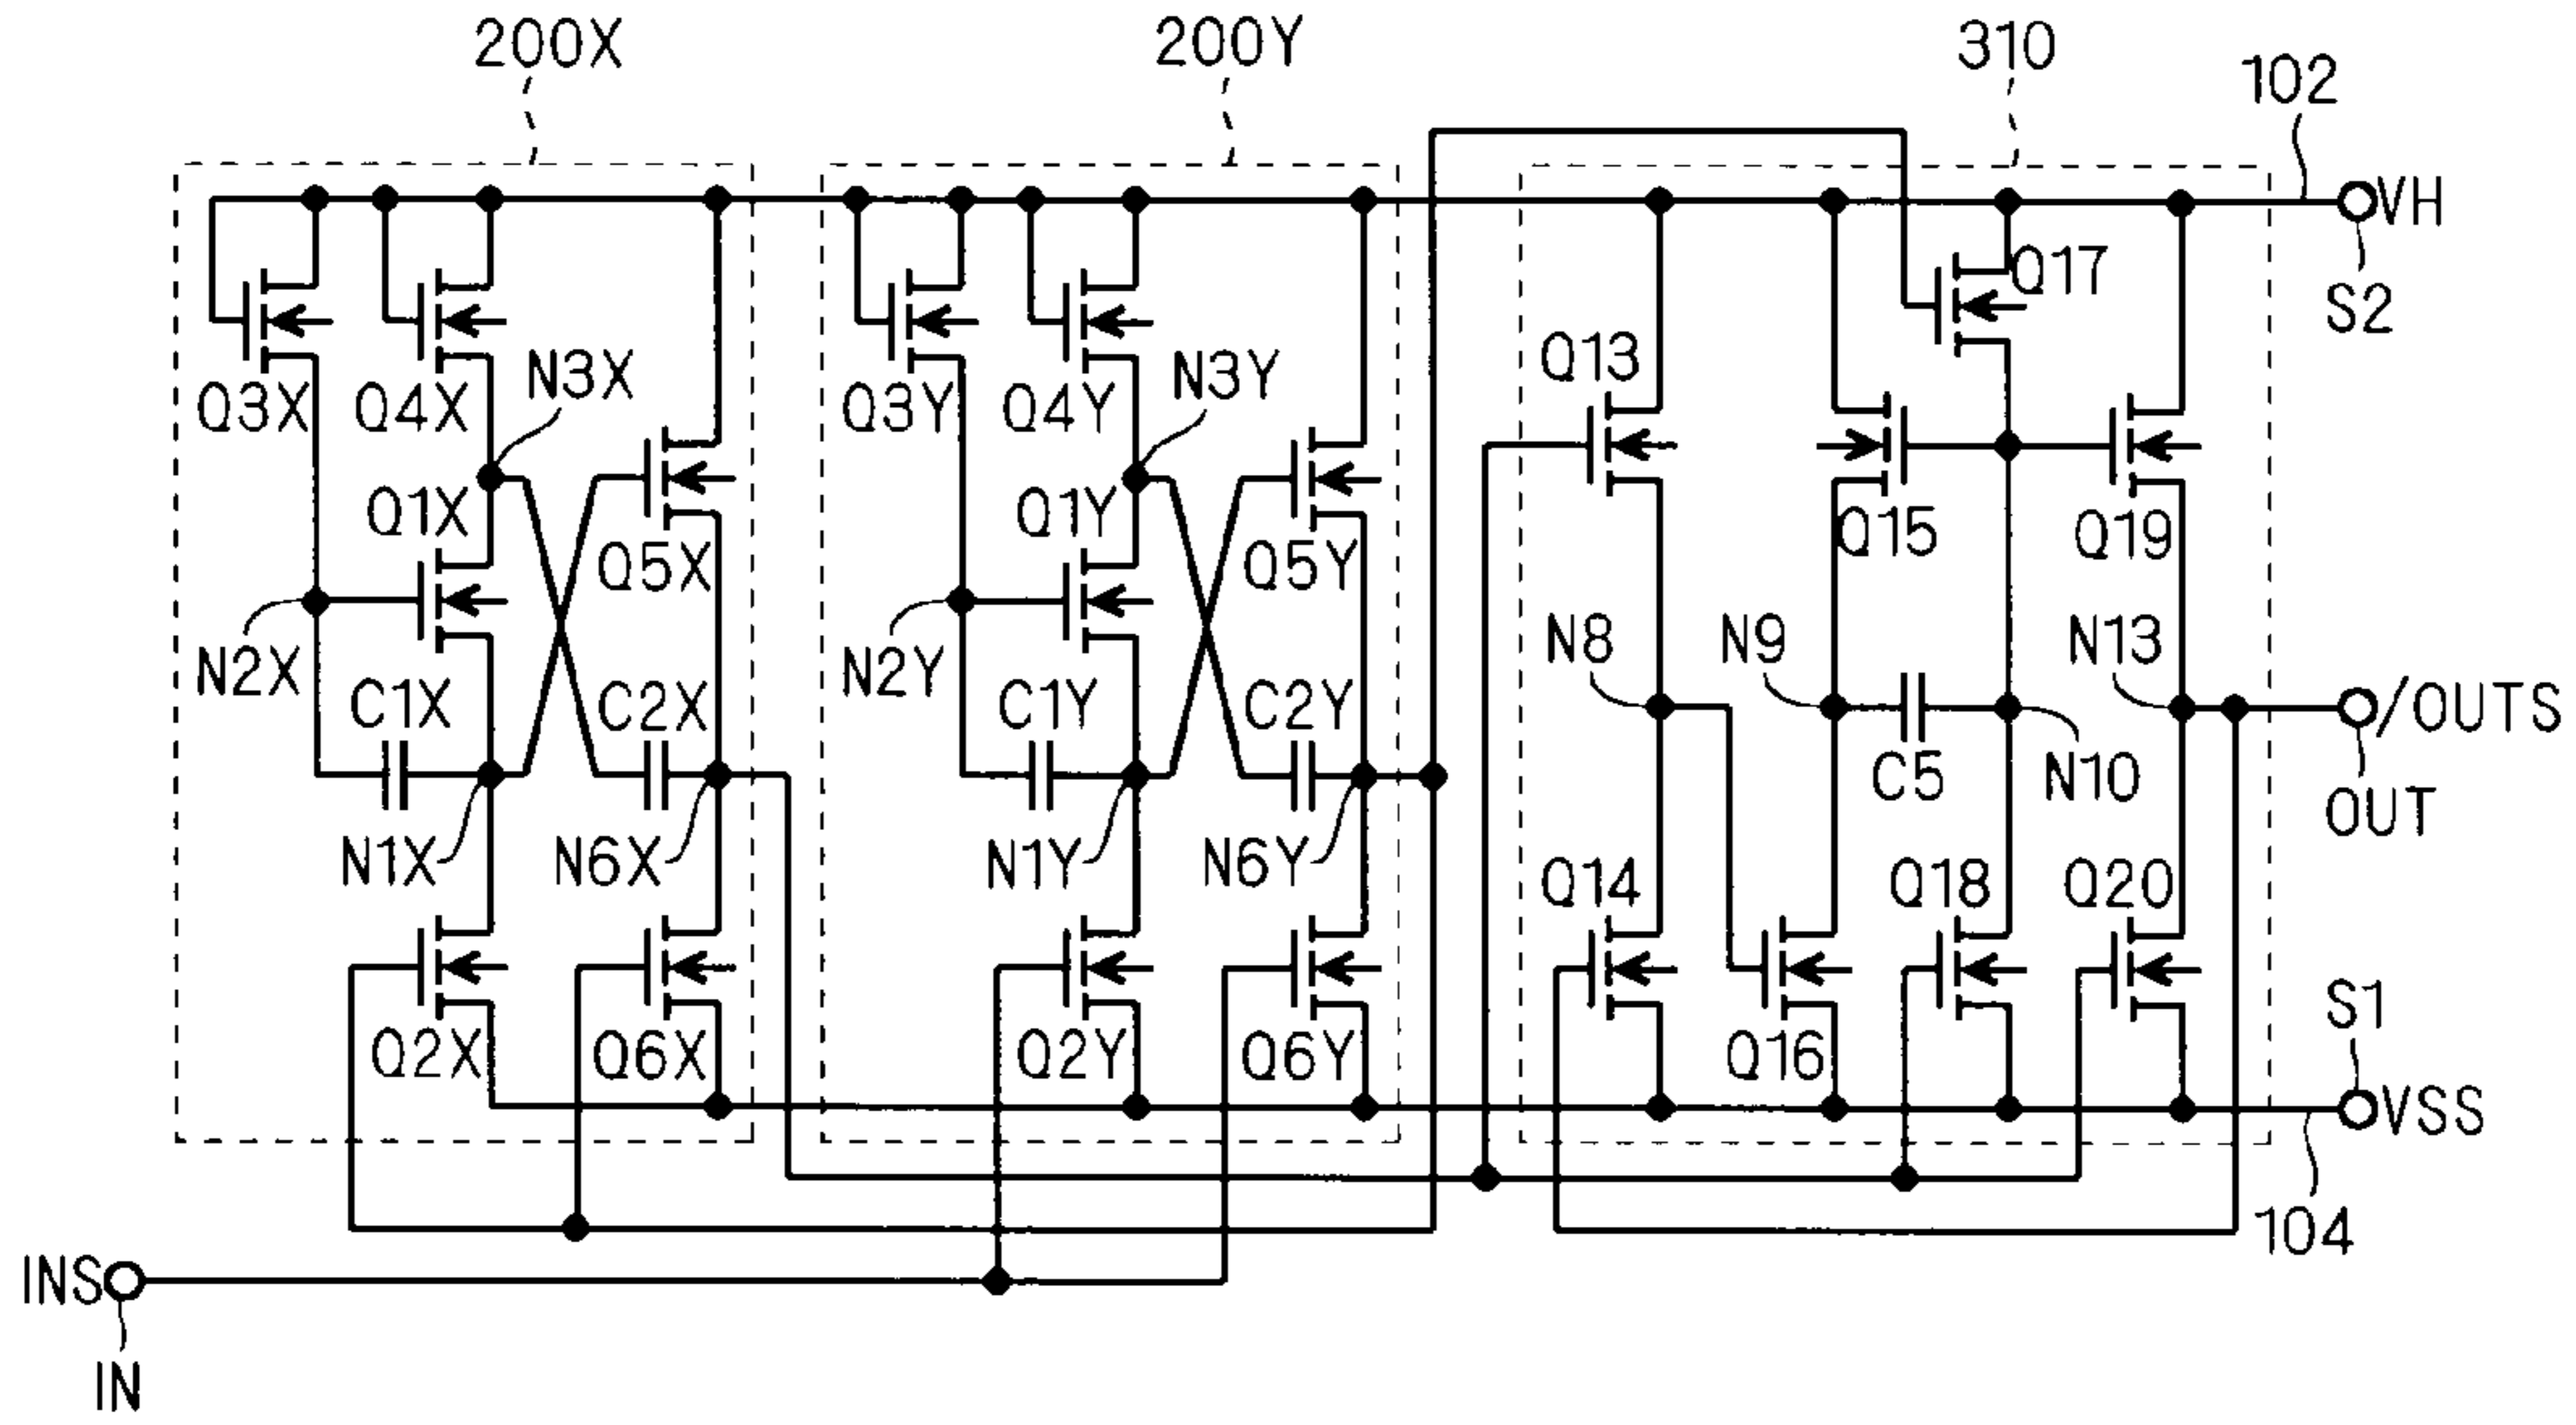 200X
200Y
310
102
VH
S2
Q17
Q13
Q3X
Q4X
N3X
Q3Y
Q4Y
N3Y
Q1X
Q5X
Q1Y
Q5Y
Q15
Q19
N2X
C1X
C2X
N2Y
C1Y
C2Y
N8
N9
N13
/OUTS
C5
N10
OUT
N1X
N6X
N1Y
N6Y
Q14
Q18
Q20
Q2X
Q6X
Q2Y
Q6Y
Q16
S1
VSS
104
INS
IN